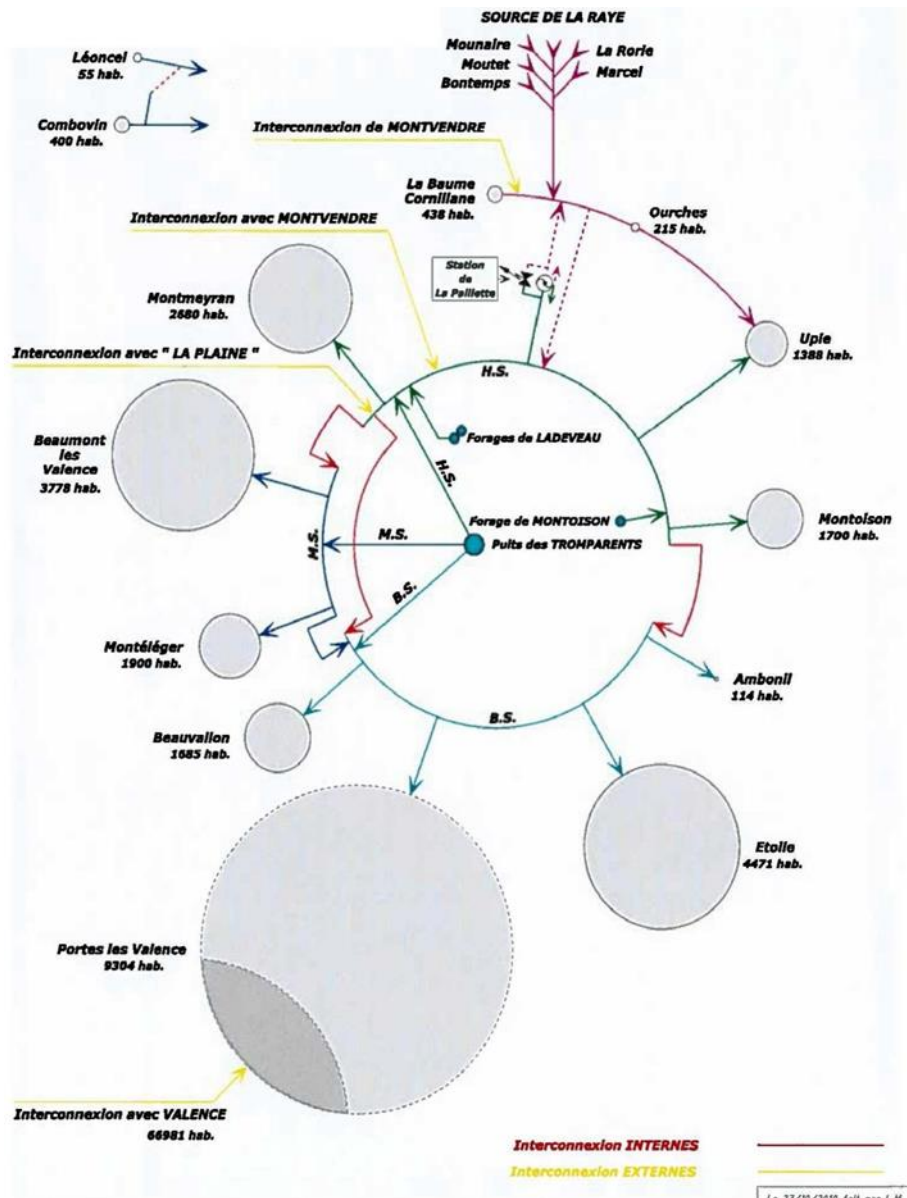 SOURCE DE LA RAYE
Mounaire
La Rorie
Moutet
Marcel
Bontemps
Léoncel
55 hab.
Combovin
400 hab.
Interconnexion de MONTVENDRE
La Baume
Cornillane
438 hab.
Ourches
215 hab.
Interconnexion avec MONTVENDRE
Station
de
La Paillette
Montmeyran
2680 hab.
Upie
1388 hab.
Interconnexion avec " LA PLAINE "
H.S.
Beaumont
les
Valence
3778 hab.
Forages de LADEVEAU
H.S.
Forage de MONTOISON
Montoison
1700 hab.
M.S.
M.S.
Puits des TROMPARENTS
B.S.
Montéléger
1900 hab.
Ambonil
114 hab.
Beauvallon
1685 hab.
B.S.
Etoile
4471 hab.
Portes les Valence
9304 hab.
Interconnexion avec VALENCE
66981 hab.
Interconnexion INTERNES
Interconnexion EXTERNES